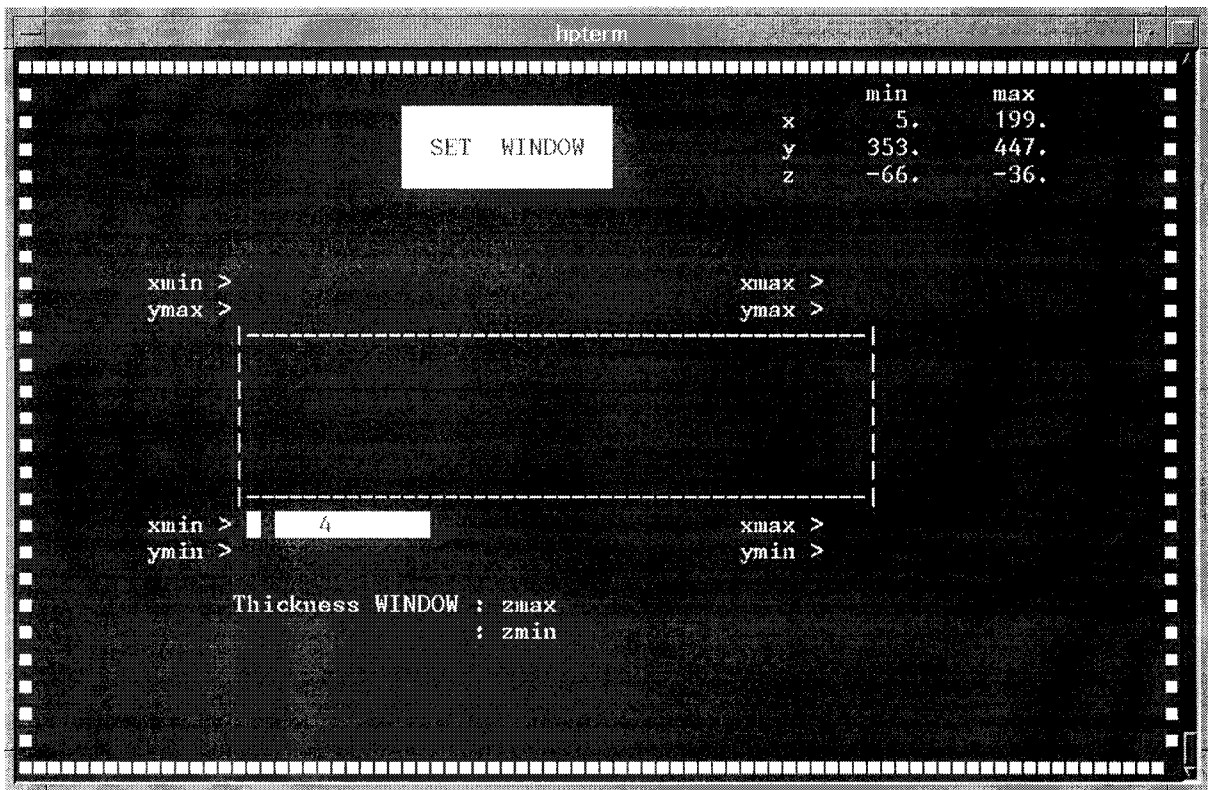 hpterm
min max
x 5. 199.
SET WINDOW
y 353. 447.
z -66. -36.
xmin > xmax >
ymax > ymax >
xmin > 4 xmax >
ymin > ymin >
Thickness WINDOW : zmax
: zmin